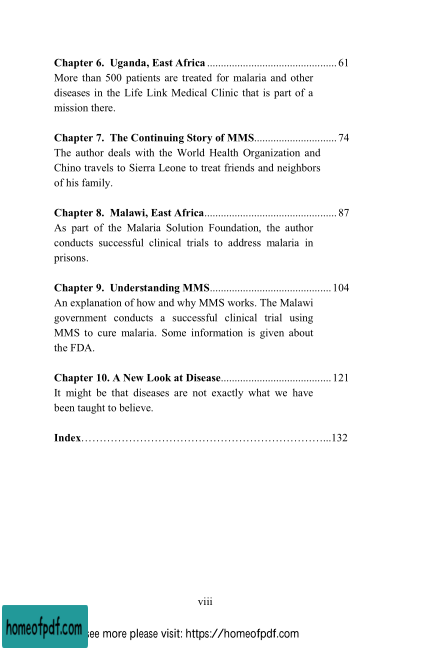 Chapter 6. Uganda, East Africa ................................................ 61
More than 500 patients are treated for malaria and other
diseases in the Life Link Medical Clinic that is part of a
mission there.
Chapter 7. The Continuing Story of MMS............................... 74
The author deals with the World Health Organization and
Chino travels to Sierra Leone to treat friends and neighbors
of his family.
Chapter 8. Malawi, East Africa................................................. 87
As part of the Malaria Solution Foundation, the author
conducts successful clinical trials to address malaria in
prisons.
Chapter 9. Understanding MMS............................................. 104
An explanation of how and why MMS works. The Malawi
government conducts a successful clinical trial using
MMS to cure malaria. Some information is given about
the FDA.
Chapter 10. A New Look at Disease......................................... 121
It might be that diseases are not exactly what we have
been taught to believe.
Index……………………………………………………………...132
viii
homeofpdf.com
see more please visit: https://homeofpdf.com